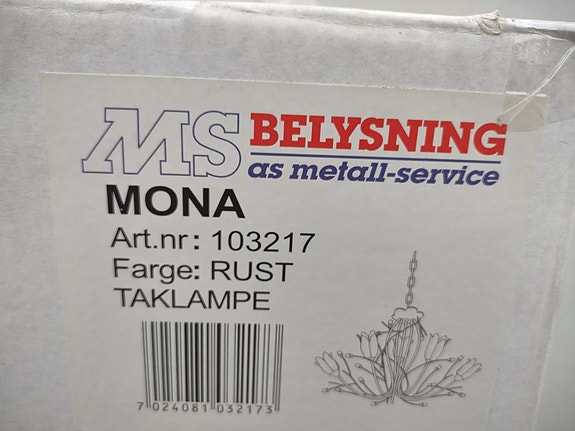 MS BELYSNING
as metall-service
MONA
Art.nr: 103217
Farge: RUST
TAKLAMPE
7 024081 032173